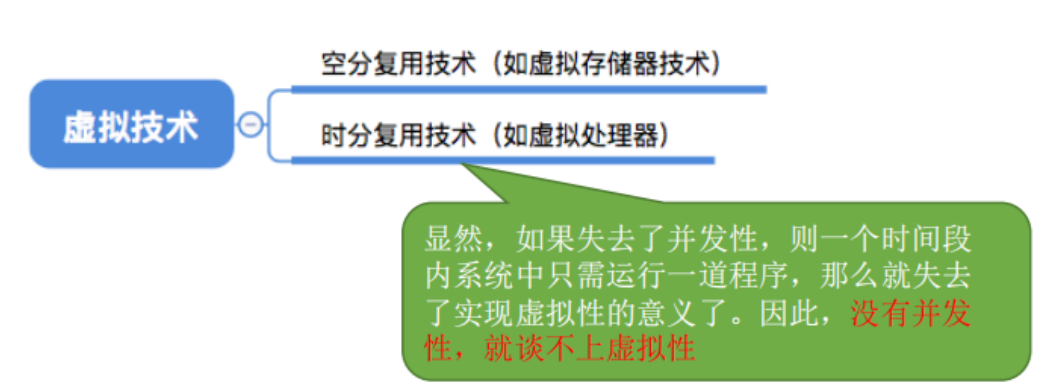 空分复用技术（如虚拟存储器技术）
虚拟技术
时分复用技术（如虚拟处理器）
显然，如果失去了并发性，则一个时间段
内系统中只需运行一道程序，那么就失去
了实现虚拟性的意义了。因此，没有并发
性，就谈不上虚拟性